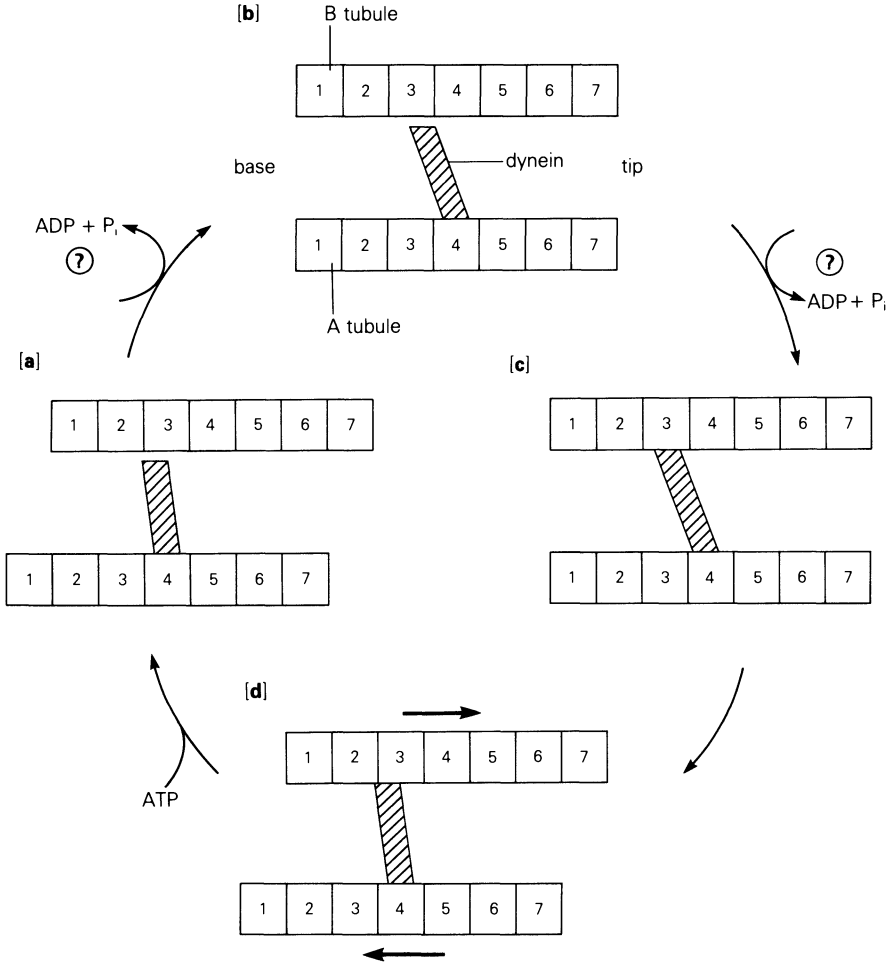 [b]
B tubule
1 2 3 4 5 6 7
base
dynein
tip
ADP + Pi
?
1 2 3 4 5 6 7
A tubule
?
ADP + Pi
[a]
1 2 3 4 5 6 7
1 2 3 4 5 6 7
[c]
1 2 3 4 5 6 7
1 2 3 4 5 6 7
[d]
1 2 3 4 5 6 7
ATP
1 2 3 4 5 6 7